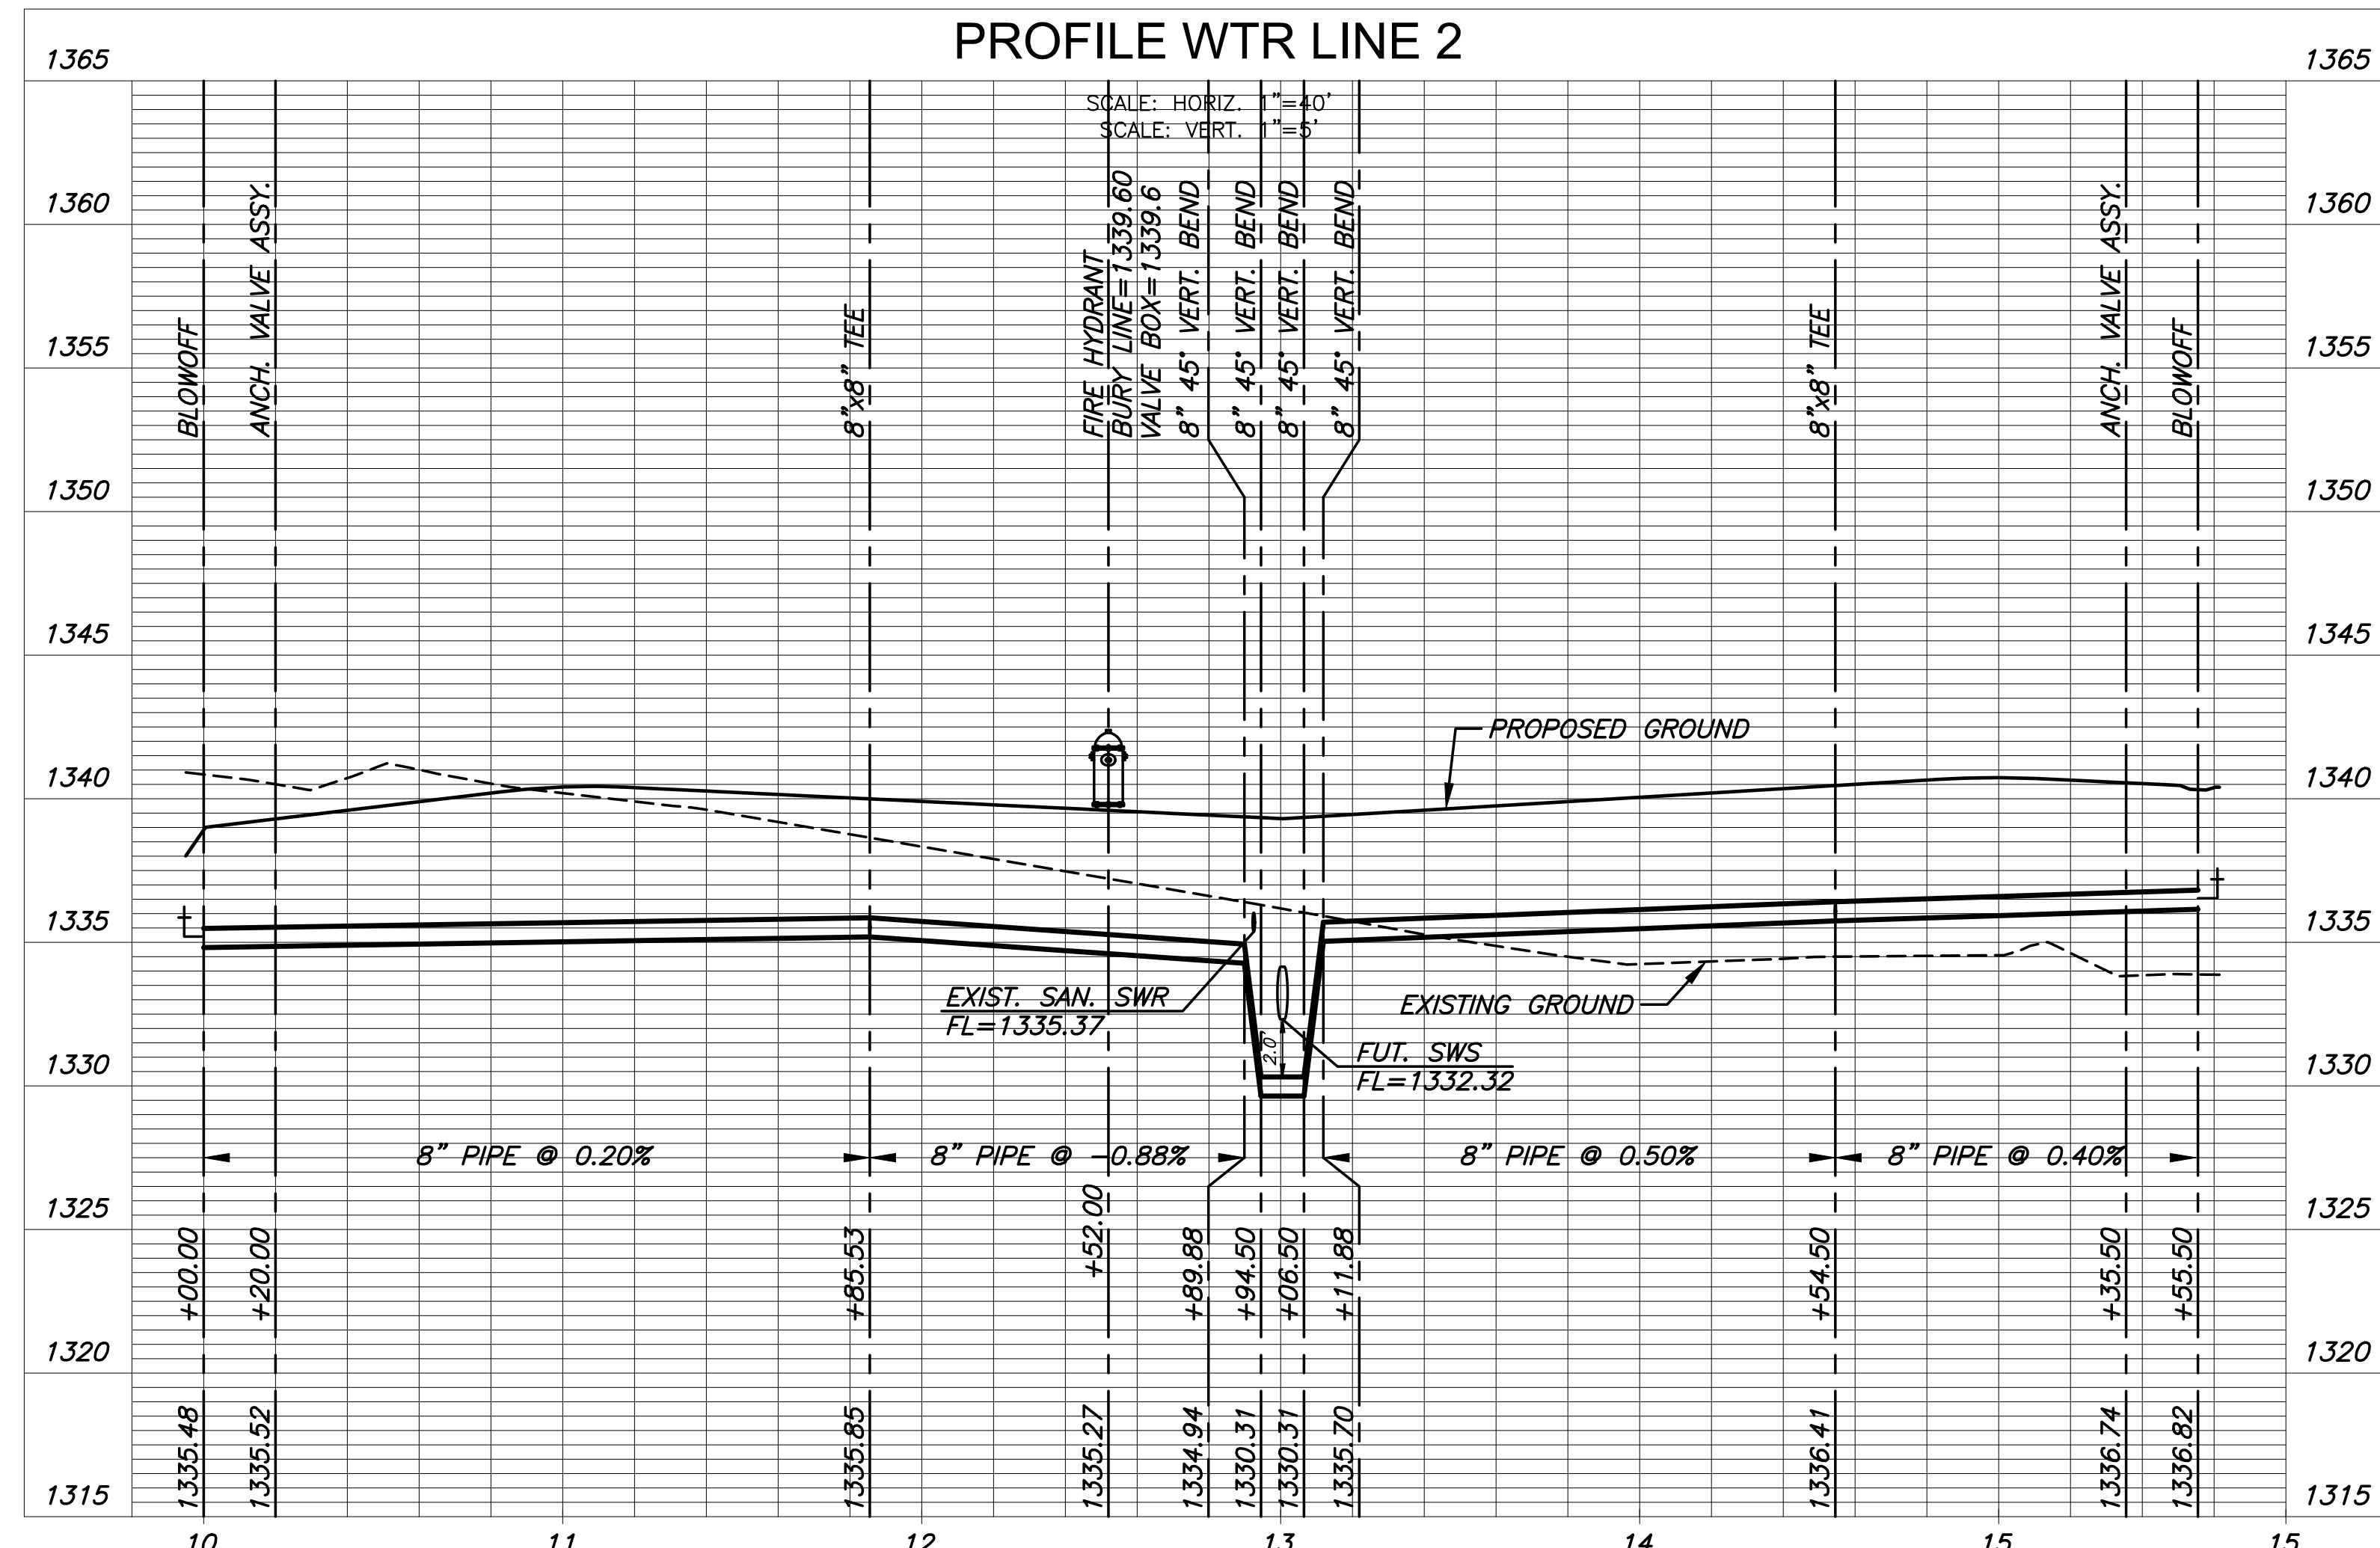 PROFILE WTR LINE 2
1365
1365
SCALE: HORIZ. 1"=40'
SCALE: VERT. 1"=5'
1360
1360
1355
1355
1350
1350
1345
1345
1340
1340
1335
1335
1330
1330
1325
1325
1320
1320
1315
1315
BLOWOFF
ANCH. VALVE ASSY.
8"x8" TEE
FIRE HYDRANT
BURY LINE=1339.60
VALVE BOX=1339.6
8" 45° VERT. BEND
8" 45° VERT. BEND
8" 45° VERT. BEND
8" 45° VERT. BEND
8"x8" TEE
ANCH. VALVE ASSY.
BLOWOFF
PROPOSED GROUND
EXIST. SAN. SWR
FL=1335.37
EXISTING GROUND
2.0'
FUT. SWS
FL=1332.32
8" PIPE @ 0.20%
8" PIPE @ -0.88%
8" PIPE @ 0.50%
8" PIPE @ 0.40%
+00.00
+20.00
+85.53
+52.00
+89.88
+94.50
+06.50
+11.88
+54.50
+35.50
+55.50
1335.48
1335.52
1335.85
1335.27
1334.94
1330.31
1330.31
1335.70
1336.41
1336.74
1336.82
10
11
12
13
14
15
15